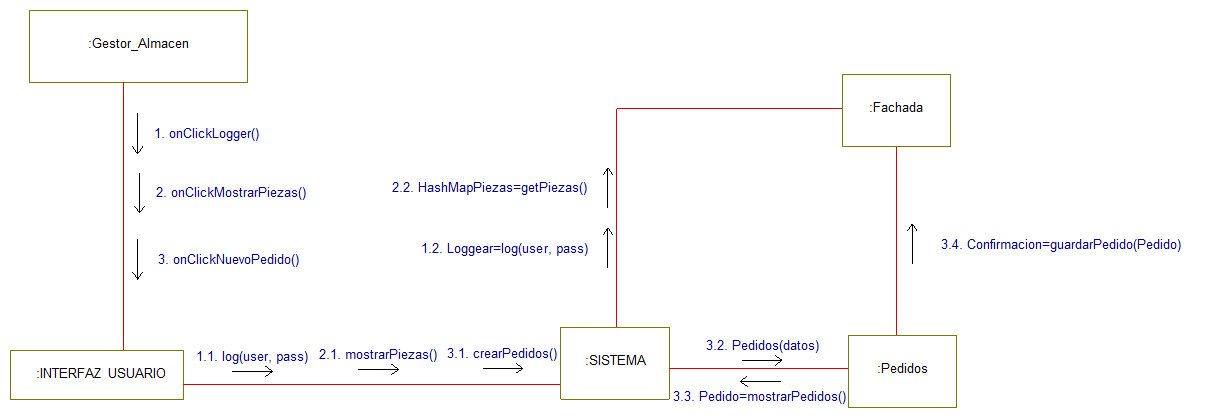 :Gestor_Almacen
:Fachada
1. onClickLogger()
2. onClickMostrarPiezas()
2.2. HashMapPiezas=getPiezas()
1.2. Loggear=log(user, pass)
3.4. Confirmacion=guardarPedido(Pedido)
3. onClickNuevoPedido()
1.1. log(user, pass)
2.1. mostrarPiezas()
3.1. crearPedidos()
3.2. Pedidos(datos)
:INTERFAZ USUARIO
:SISTEMA
:Pedidos
3.3. Pedido=mostrarPedidos()